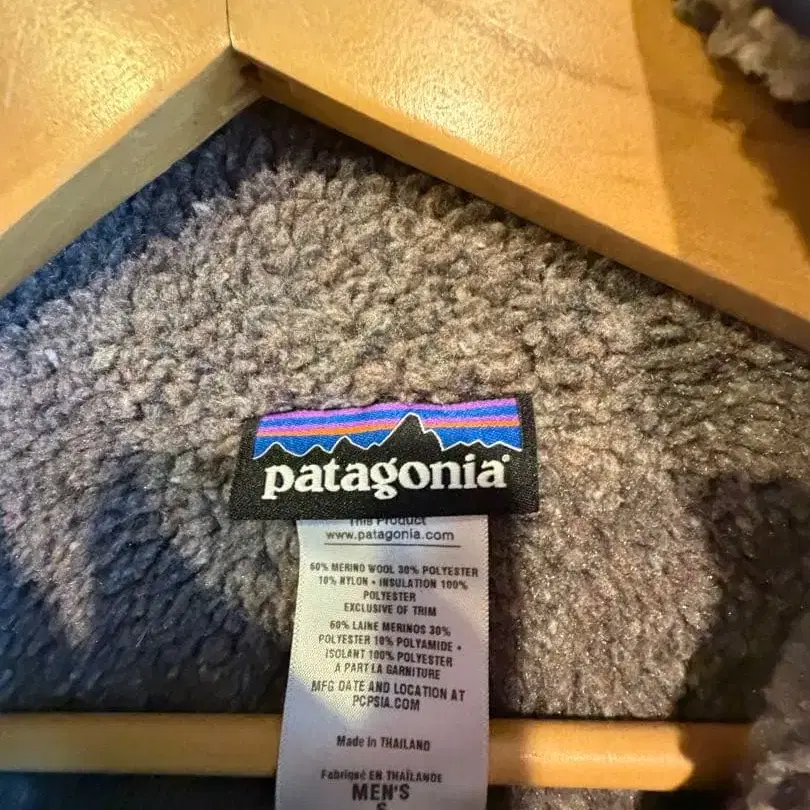 patagonia®
This Product
www.patagonia.com
60% MERINO WOOL 30% POLYESTER
10% NYLON • INSULATION 100%
POLYESTER
EXCLUSIVE OF TRIM
60% LAINE MERINOS 30%
POLYESTER 10% POLYAMIDE •
ISOLANT 100% POLYESTER
A PART LA GARNITURE
MFG DATE AND LOCATION AT
PCPSIA.COM
Made in THAILAND
Fabriqué EN THAÏLANDE
MEN'S
S